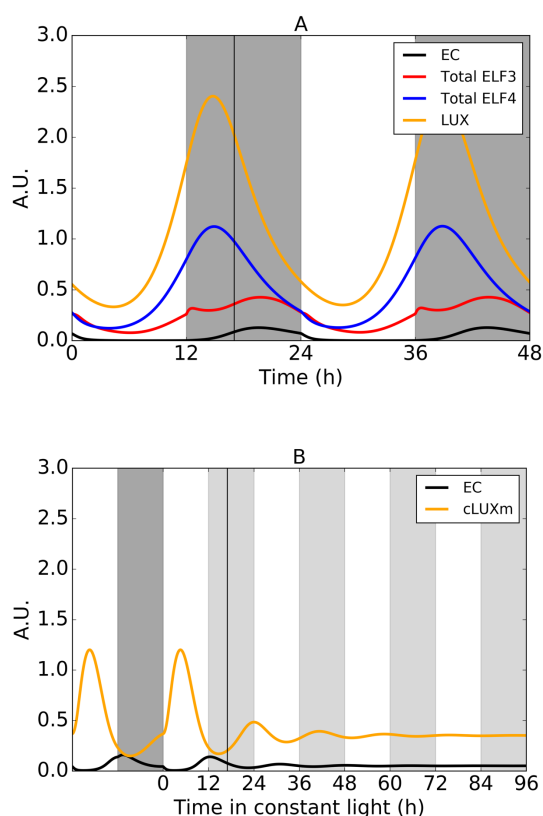 A
3.0
2.5
2.0
1.5
1.0
0.5
0.0
A.U.
EC
Total ELF3
Total ELF4
LUX
0 12 24 36 48
Time (h)
B
3.0
2.5
2.0
1.5
1.0
0.5
0.0
A.U.
EC
cLUXm
0 12 24 36 48 60 72 84 96
Time in constant light (h)